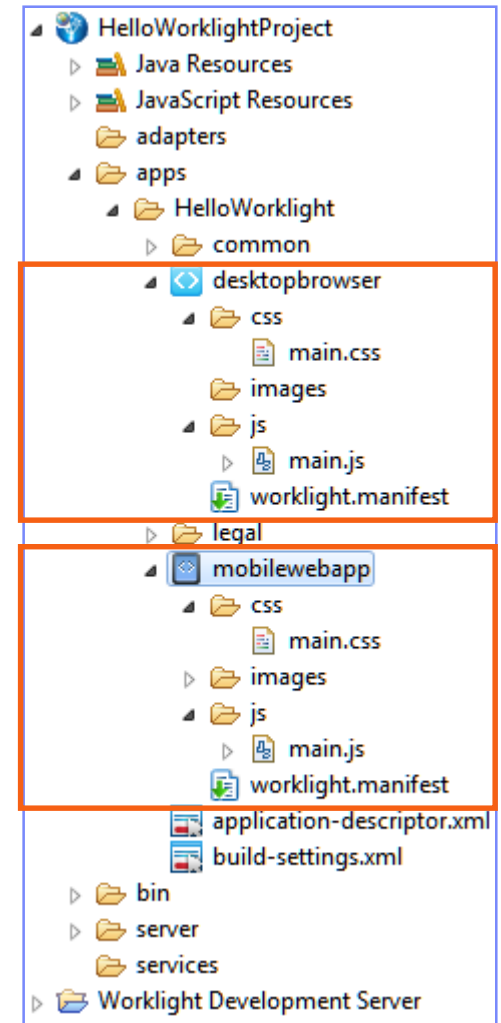 HelloWorklightProject
Java Resources
JavaScript Resources
adapters
apps
HelloWorklight
common
desktopbrowser
css
main.css
images
js
main.js
worklight.manifest
legal
mobilewebapp
css
main.css
images
js
main.js
worklight.manifest
application-descriptor.xml
build-settings.xml
bin
server
services
Worklight Development Server